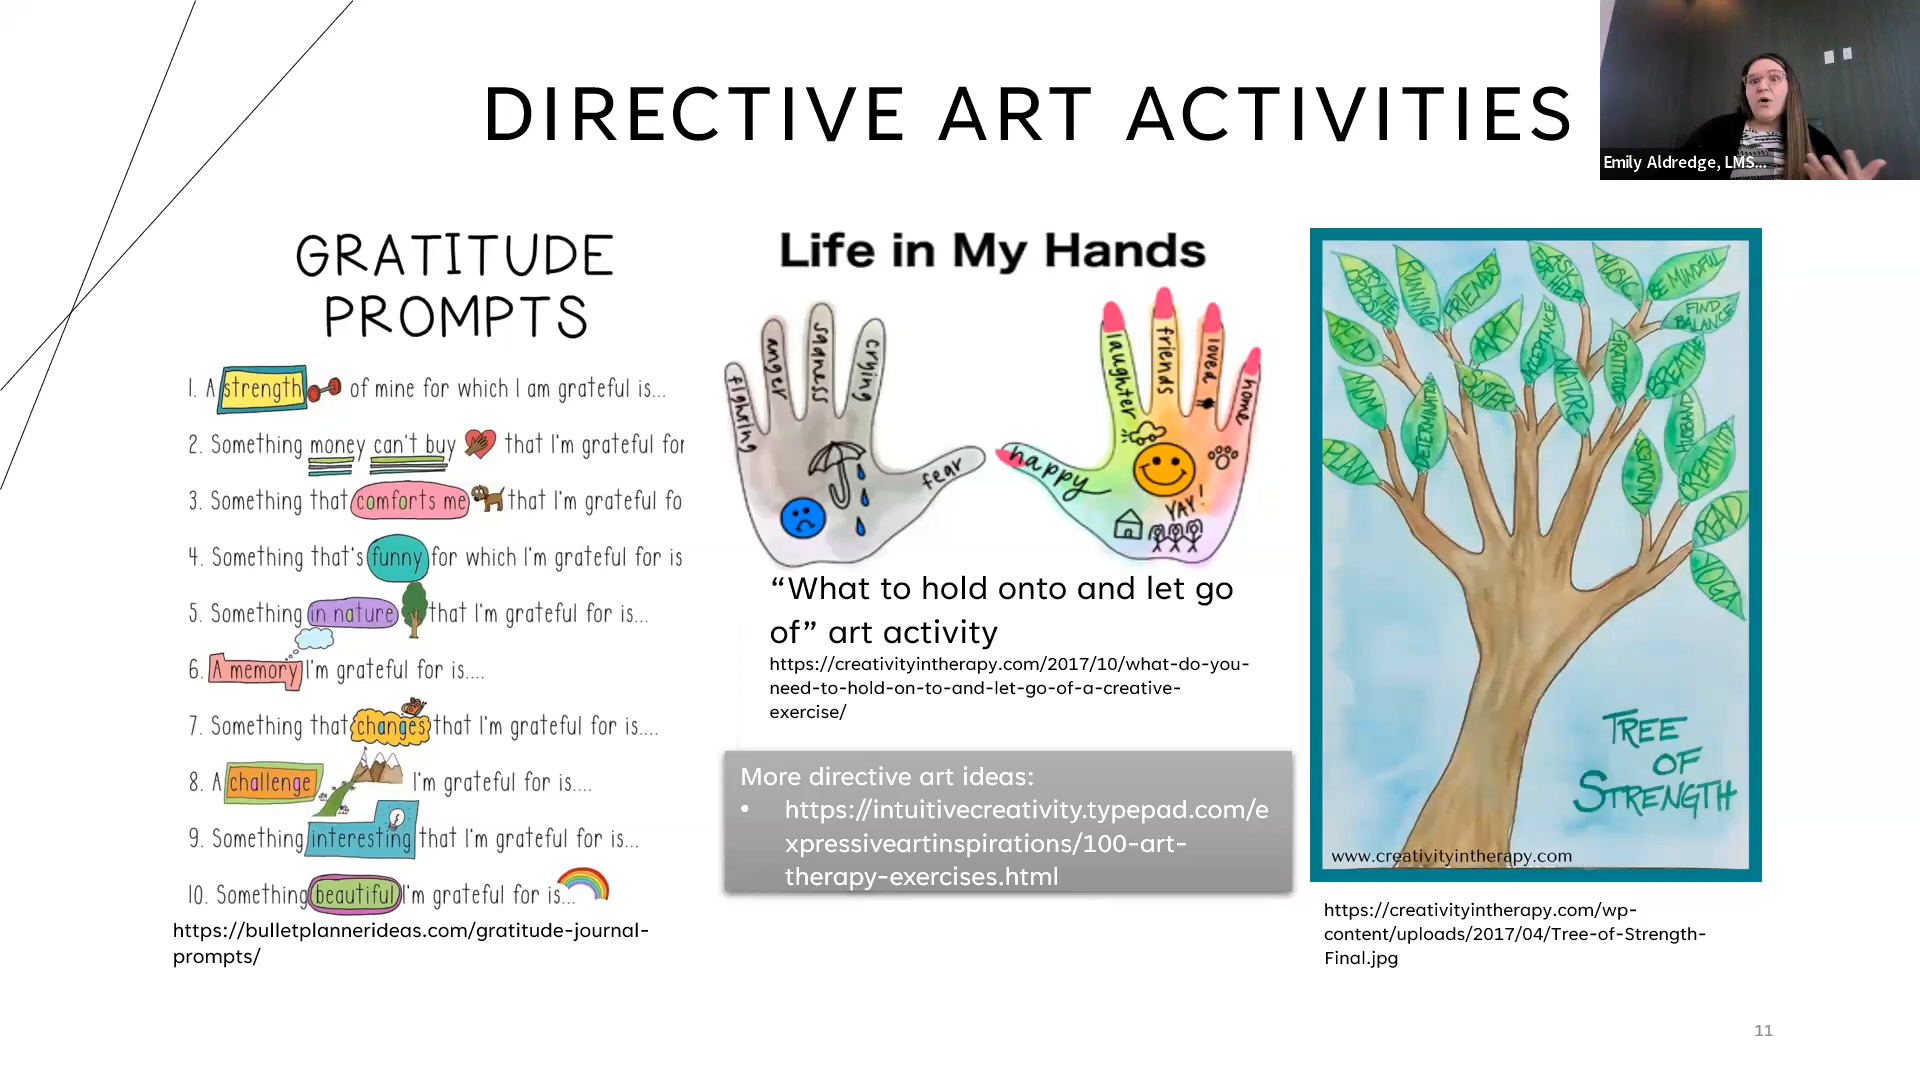 DIRECTIVE ART ACTIVITIES
Emily Aldredge, LMS...
GRATITUDE
PROMPTS
1. A strength of mine for which I am grateful is...
2. Something money can't buy that I'm grateful for
3. Something that comforts me that I'm grateful fo
4. Something that's funny for which I'm grateful for is
5. Something in nature that I'm grateful for is...
6. A memory I'm grateful for is....
7. Something that changes that I'm grateful for is....
8. A challenge I'm grateful for is....
9. Something interesting that I'm grateful for is...
10. Something beautiful I'm grateful for is...
https://bulletplannerideas.com/gratitude-journal-
prompts/
Life in My Hands
fighting
anger
sadness
crying
fear
happy
laughter
friends
loved
home
YAY!
“What to hold onto and let go
of” art activity
https://creativityintherapy.com/2017/10/what-do-you-
need-to-hold-on-to-and-let-go-of-a-creative-
exercise/
More directive art ideas:
• https://intuitivecreativity.typepad.com/e
xpressiveartinspirations/100-art-
therapy-exercises.html
TRY THE
OPPOSITE
RUNNING
FRIENDS
ASK
FOR
HELP
MUSIC
BE MINDFUL
FIND
BALANCE
READ
ART
ACCEPTANCE
GRATITUDE
BREATHE
MOM
DETERMINATION
SISTER
NATURE
HUSBAND
PLAN
KINDNESS
CREATIVITY
READ
YOGA
TREE
OF
STRENGTH
www.creativityintherapy.com
https://creativityintherapy.com/wp-
content/uploads/2017/04/Tree-of-Strength-
Final.jpg
11